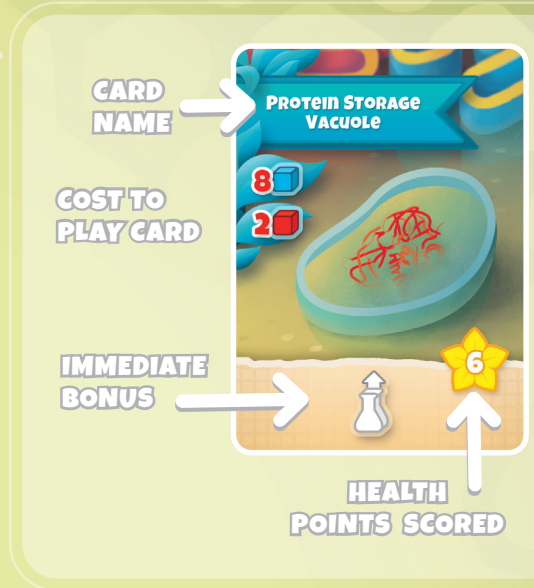 CARD
NAME
PROTEIN STORAGE
VACUOLE
8
COST TO
PLAY CARD
2
IMMEDIATE
BONUS
6
HEALTH
POINTS SCORED